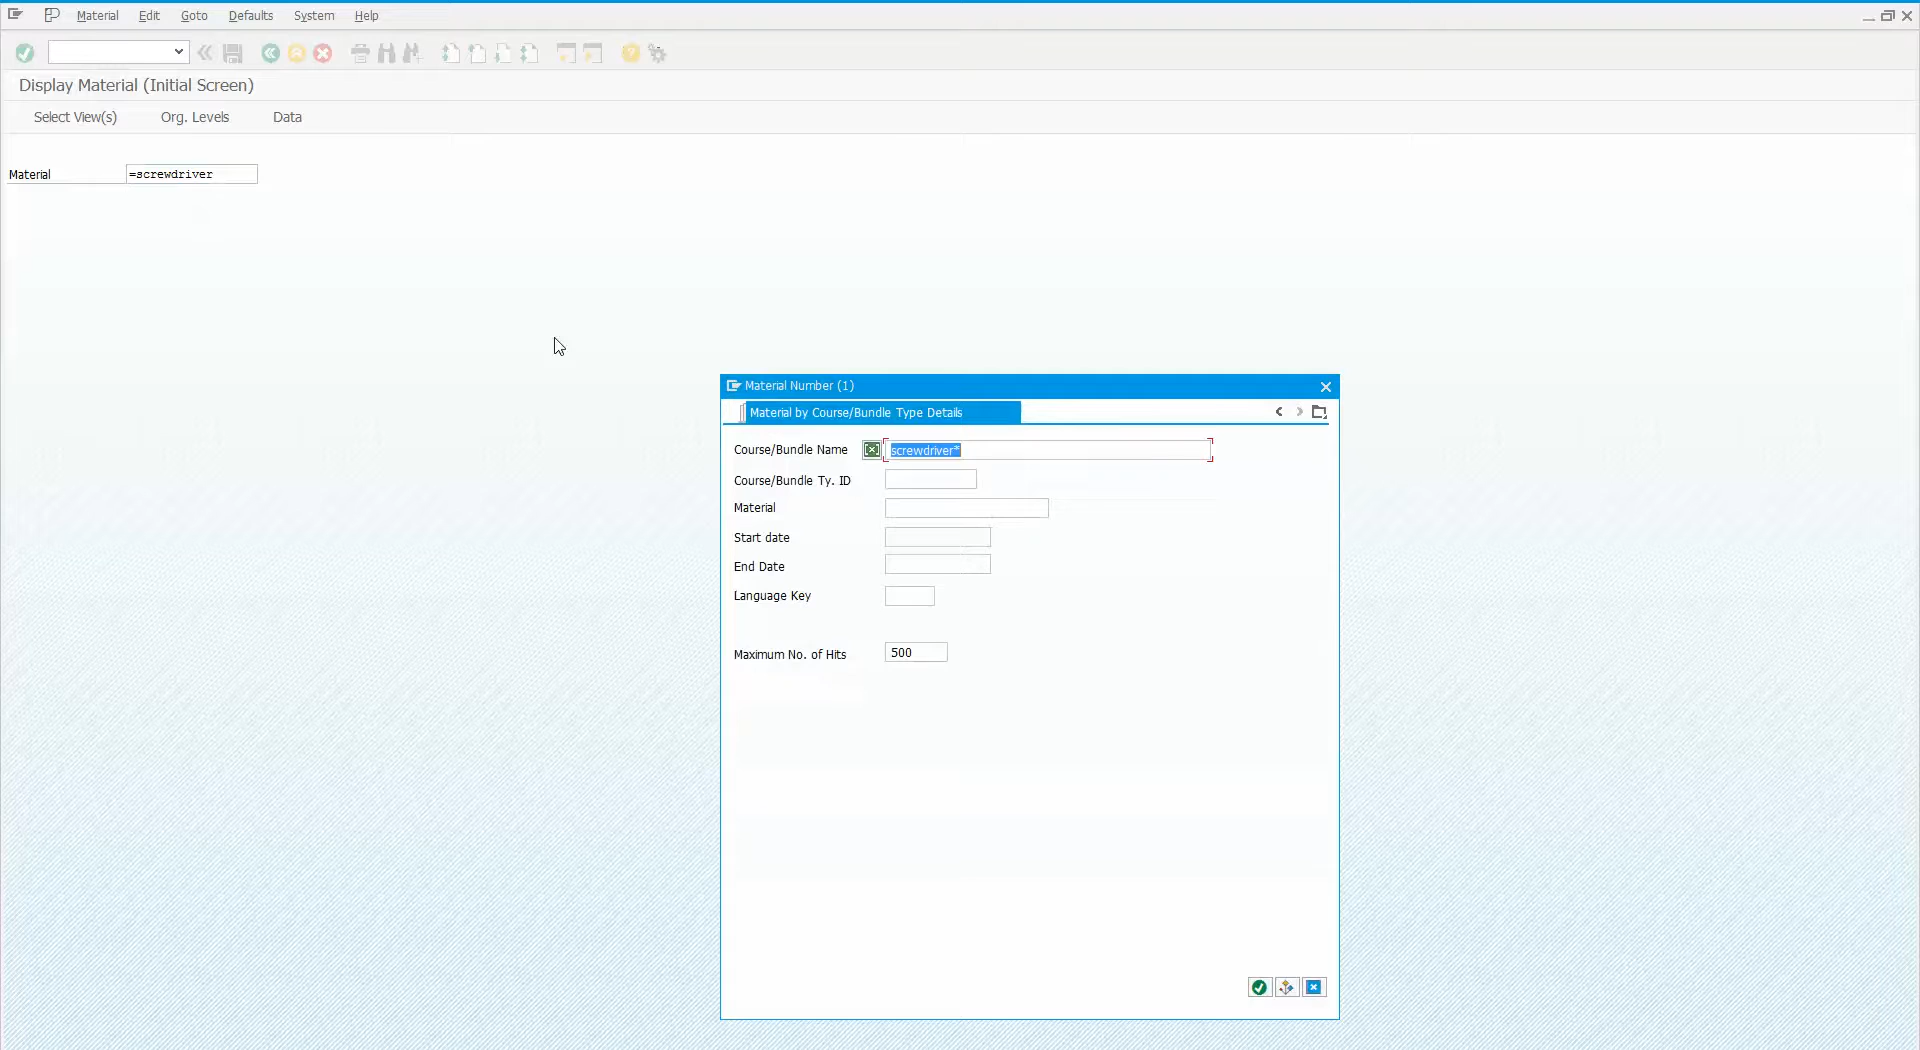 Material Edit Goto Defaults System Help
Display Material (Initial Screen)
Select View(s) Org. Levels Data
Material =screwdriver
Material Number (1)
Material by Course/Bundle Type Details
Course/Bundle Name screwdriver*
Course/Bundle Ty. ID
Material
Start date
End Date
Language Key
Maximum No. of Hits 500